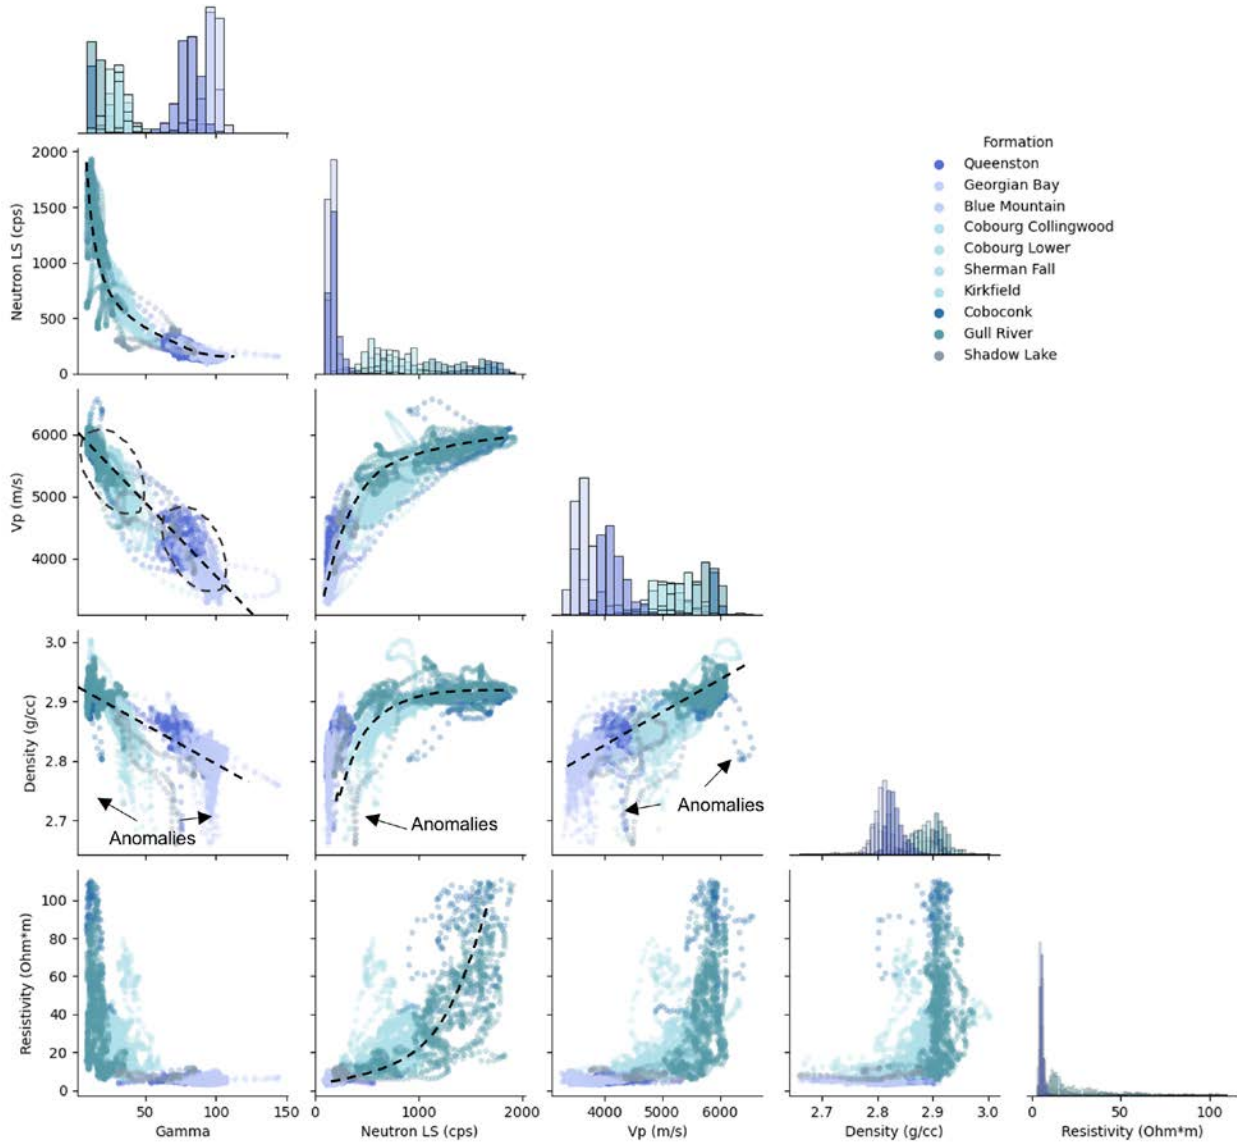 Formation
Queenston
Georgian Bay
Blue Mountain
Cobourg Collingwood
Cobourg Lower
Sherman Fall
Kirkfield
Coboconk
Gull River
Shadow Lake
2000
1500
1000
500
0
Neutron LS (cps)
6000
5000
4000
Vp (m/s)
3.0
2.9
2.8
2.7
Density (g/cc)
Anomalies
Anomalies
Anomalies
100
80
60
40
20
0
Resistivity (Ohm*m)
50 100 150
Gamma
0 1000 2000
Neutron LS (cps)
4000 5000 6000
Vp (m/s)
2.7 2.8 2.9 3.0
Density (g/cc)
0 50 100
Resistivity (Ohm*m)